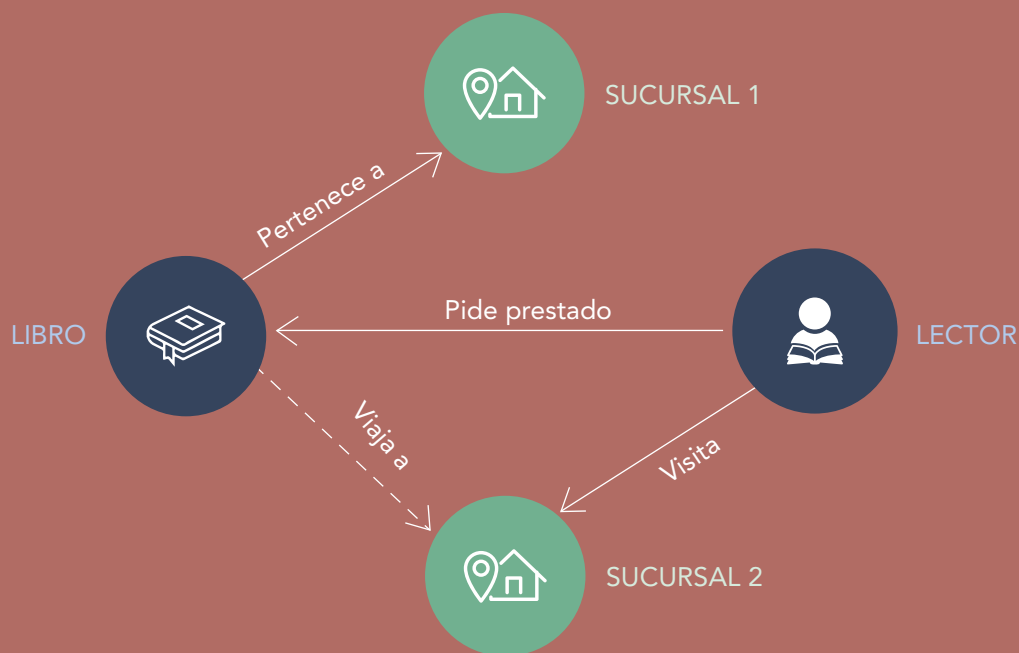 SUCURSAL 1
Pertenece a
Pide prestado
LIBRO
LECTOR
Viaja a
Visita
SUCURSAL 2